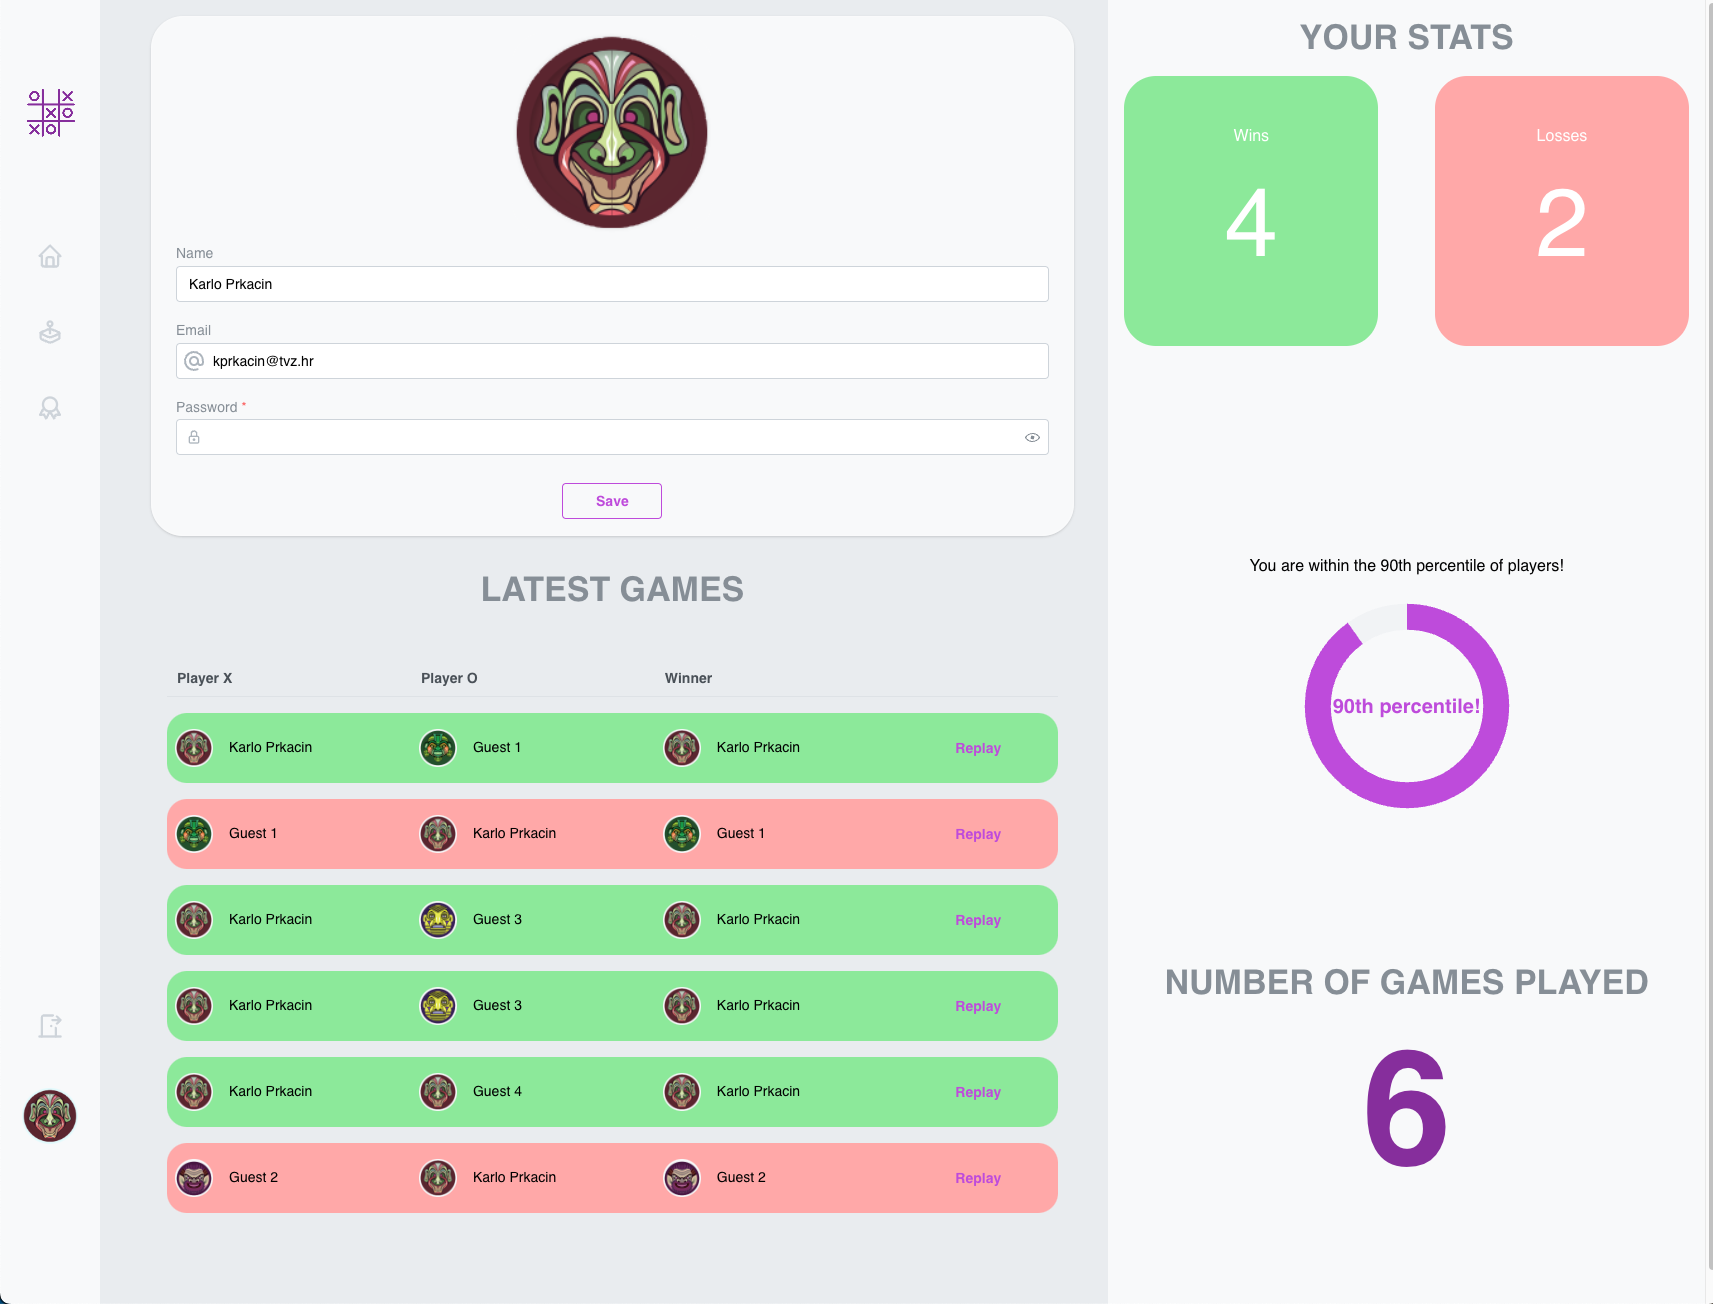 Name
Karlo Prkacin
Email
kprkacin@tvz.hr
Password *
Save
LATEST GAMES
Player X Player O Winner
Karlo Prkacin Guest 1 Karlo Prkacin Replay
Guest 1 Karlo Prkacin Guest 1 Replay
Karlo Prkacin Guest 3 Karlo Prkacin Replay
Karlo Prkacin Guest 3 Karlo Prkacin Replay
Karlo Prkacin Guest 4 Karlo Prkacin Replay
Guest 2 Karlo Prkacin Guest 2 Replay
YOUR STATS
Wins
4
Losses
2
You are within the 90th percentile of players!
90th percentile!
NUMBER OF GAMES PLAYED
6